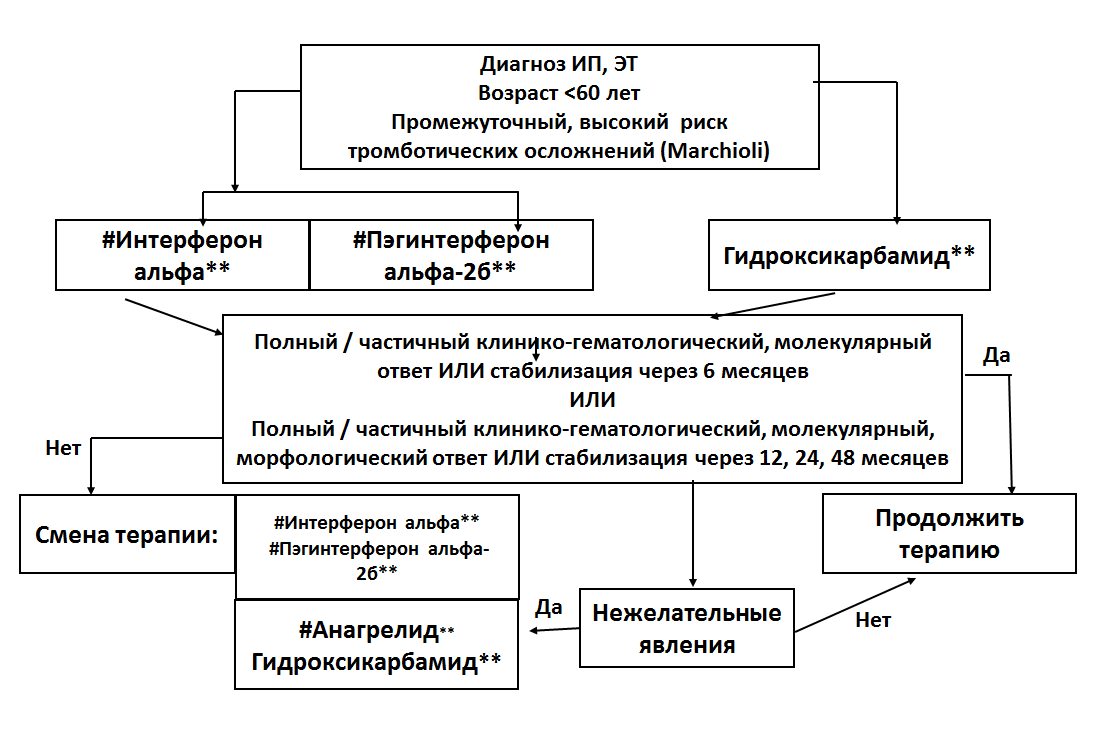 Диагноз ИП, ЭТ
Возраст <60 лет
Промежуточный, высокий риск
тромботических осложнений (Marchioli)
#Интерферон
альфа**
#Пэгинтерферон
альфа-2б**
Гидроксикарбамид**
Полный / частичный клинико-гематологический, молекулярный
ответ ИЛИ стабилизация через 6 месяцев
ИЛИ
Полный / частичный клинико-гематологический, молекулярный,
морфологический ответ ИЛИ стабилизация через 12, 24, 48 месяцев
Да
Нет
Смена терапии:
#Интерферон альфа**
#Пэгинтерферон альфа-
2б**
#Анагрелид**
Гидроксикарбамид**
Да
Нежелательные
явления
Нет
Продолжить
терапию